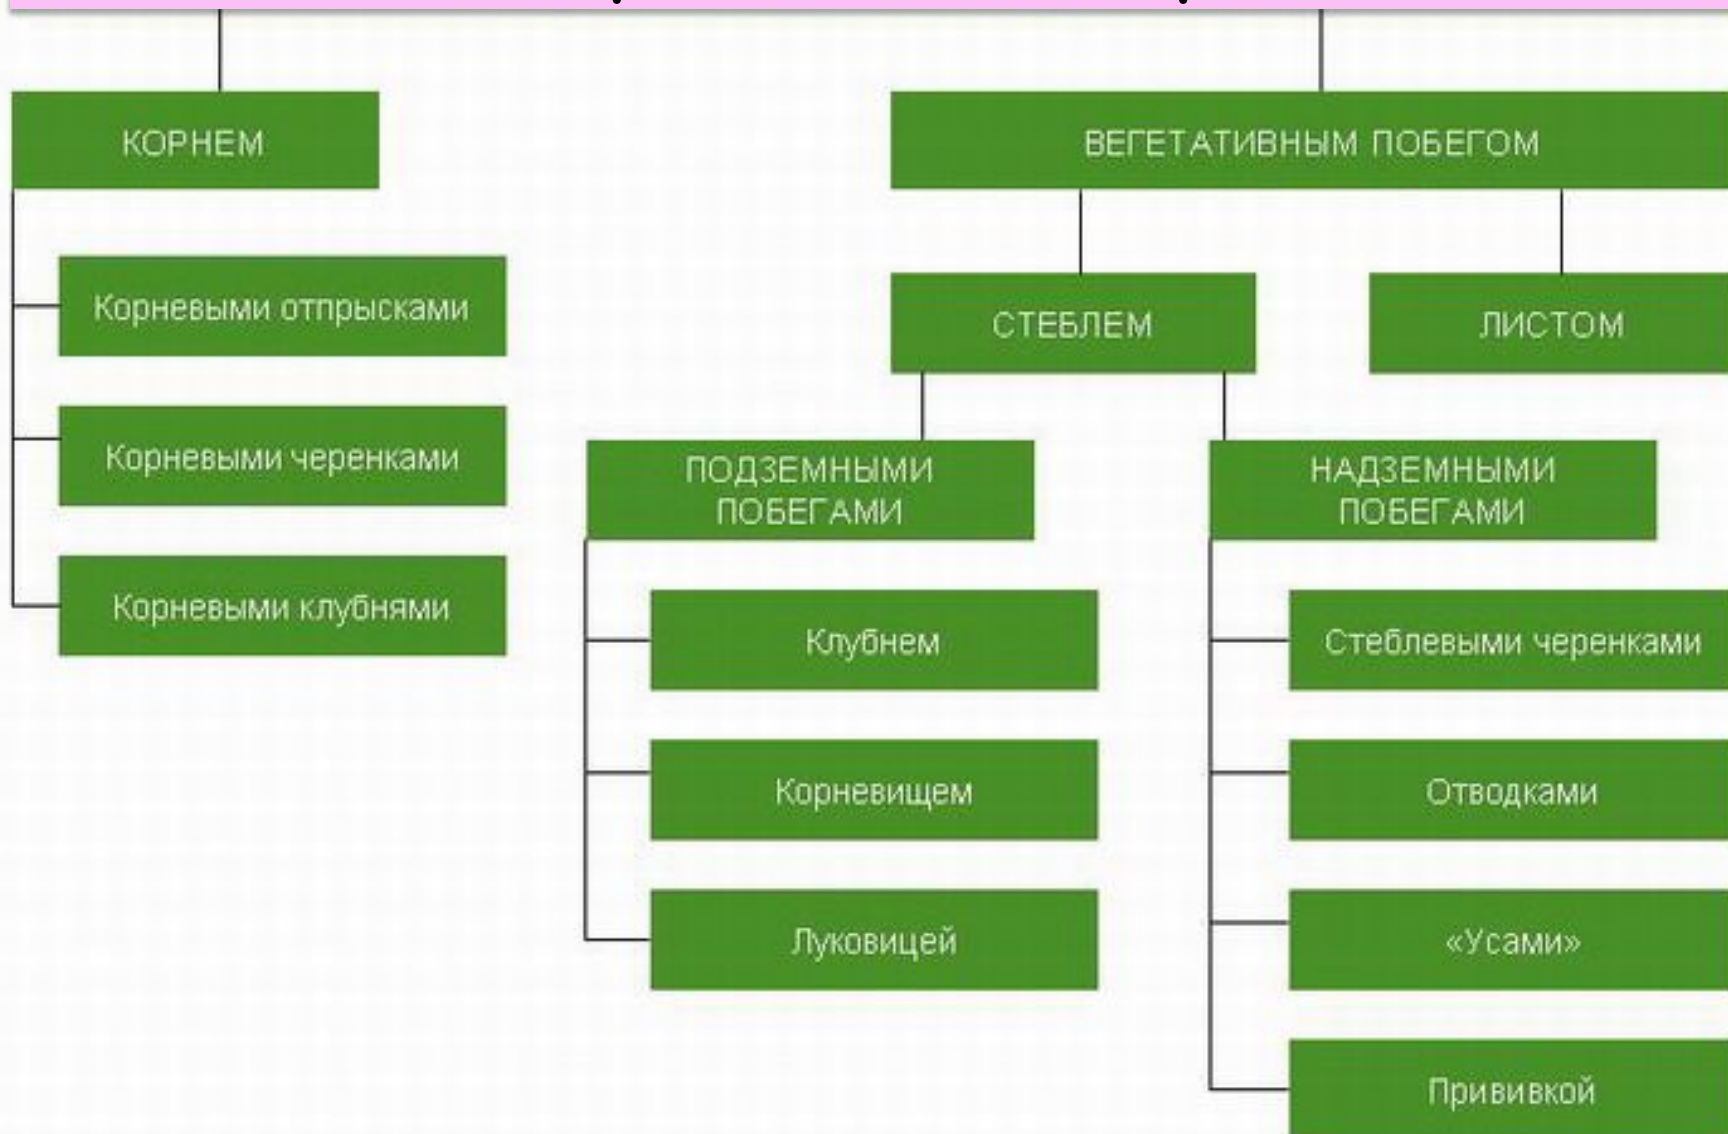 КОРНЕМ
Корневыми отпрысками
Корневыми черенками
Корневыми клубнями
ВЕГЕТАТИВНЫМ ПОБЕГОМ
СТЕБЛЕМ
ЛИСТОМ
ПОДЗЕМНЫМИ
ПОБЕГАМИ
Клубнем
Корневищем
Луковицей
НАДЗЕМНЫМИ
ПОБЕГАМИ
Стеблевыми черенками
Отводками
«Усами»
Прививкой